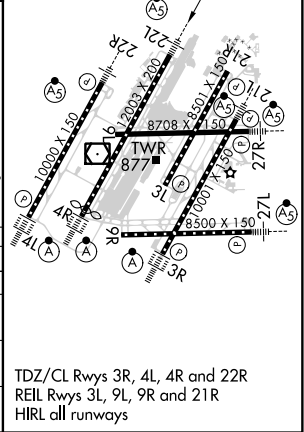 A5
22L
22R
21R
A5
P
12003 X 200
8501 X 150
21L
A5
P
A5
9L
8708 X 150
27R
10000 X 150
TWR
877
3L
10001 X 150
P
P
4R
27L
9R
8500 X 150
A5
4L
A
A
A
P
P
3R
TDZ/CL Rwys 3R, 4L, 4R and 22R
REIL Rwys 3L, 9L, 9R and 21R
HIRL all runways